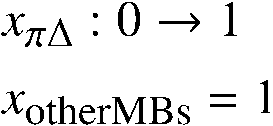 x_{πΔ} : 0 → 1
x_{otherMBs} = 1